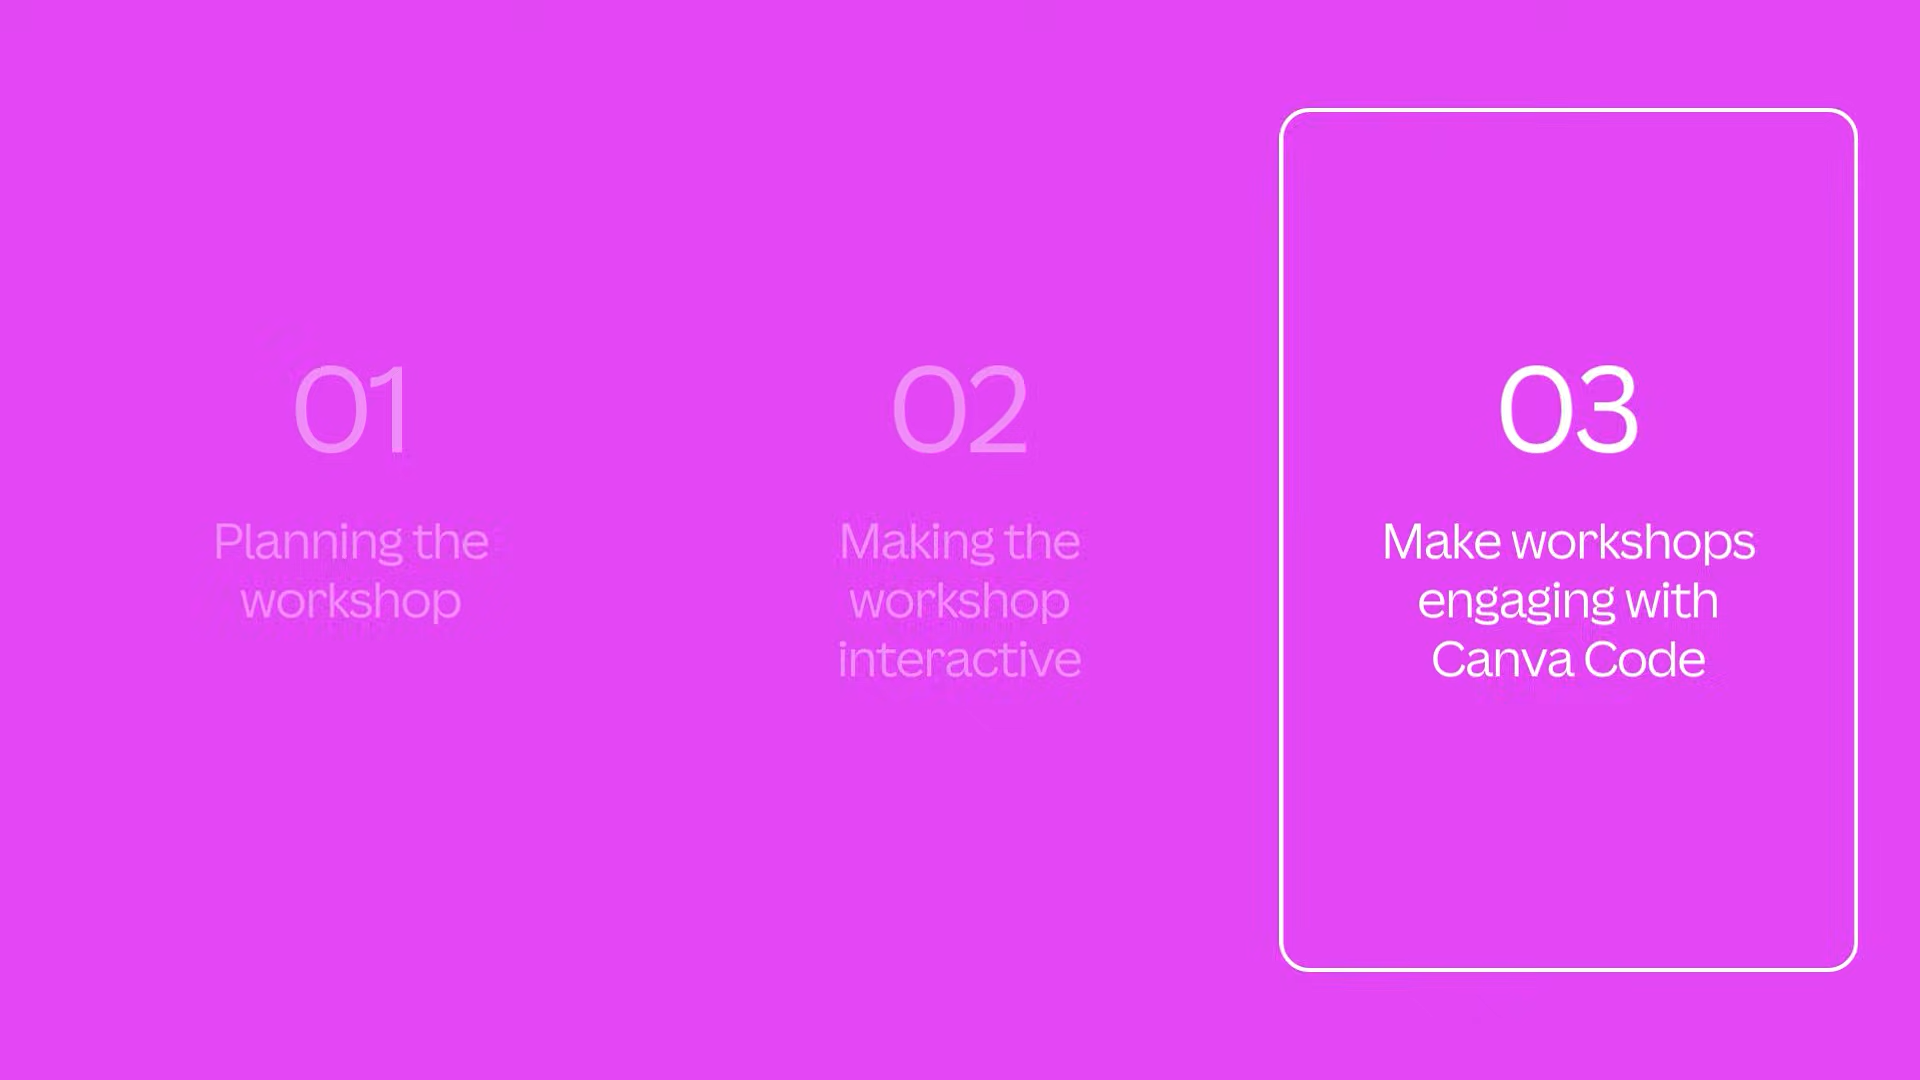 01
Planning the
workshop
02
Making the
workshop
interactive
03
Make workshops
engaging with
Canva Code